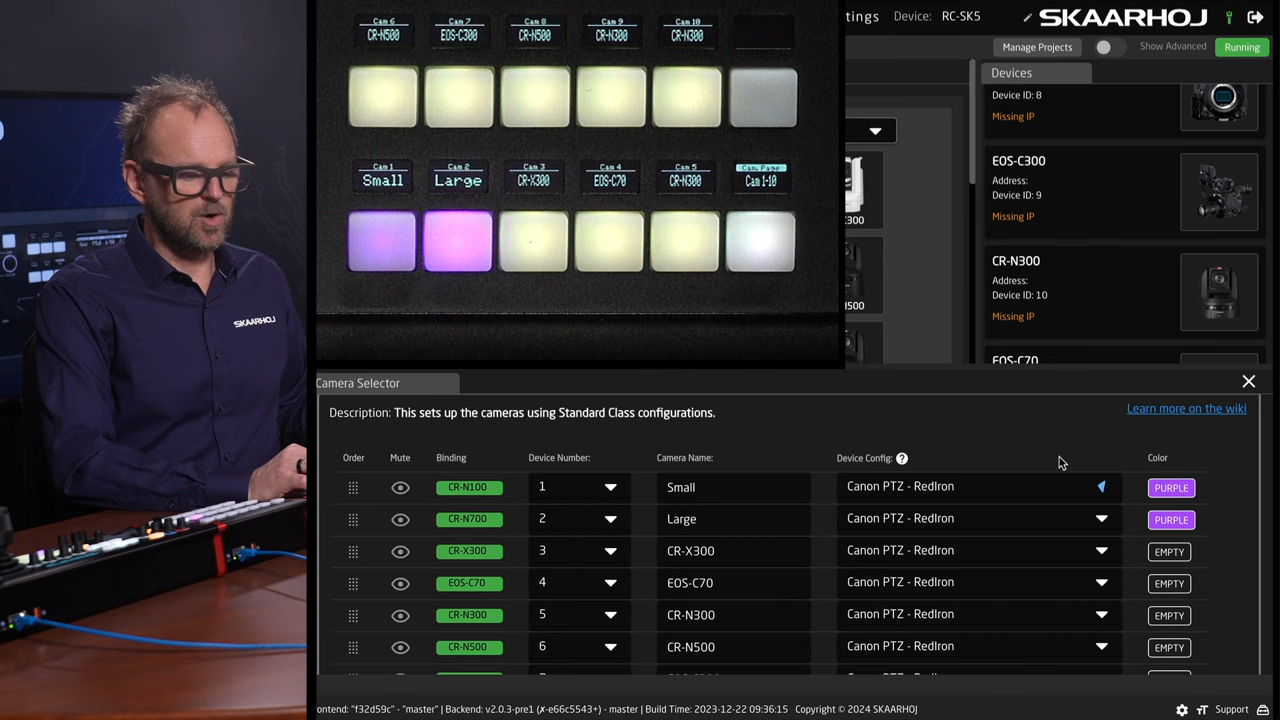 Cam 6 Cam 7 Cam 8 Cam 9 Cam 10
CR-N500 EOS-C300 CR-N500 CR-N300 CR-N300
Cam 1 Cam 2 Cam 3 Cam 4 Cam 5 Cam. Page
Small Large CR-X300 EOS-C70 CR-N300 Cam 1-10
SKAARHOJ
ttings Device: RC-SK5 SKAARHOJ
Manage Projects Show Advanced Running
Devices
Device ID: 8
Missing IP
EOS-C300
Address:
Device ID: 9
Missing IP
CR-N300
Address:
Device ID: 10
Missing IP
EOS-C70
X300
N500
Camera Selector
Description: This sets up the cameras using Standard Class configurations.
Learn more on the wiki
Order Mute Binding Device Number: Camera Name: Device Config: ? Color
CR-N100 1 Small Canon PTZ - RedIron PURPLE
CR-N700 2 Large Canon PTZ - RedIron PURPLE
CR-X300 3 CR-X300 Canon PTZ - RedIron EMPTY
EOS-C70 4 EOS-C70 Canon PTZ - RedIron EMPTY
CR-N300 5 CR-N300 Canon PTZ - RedIron EMPTY
CR-N500 6 CR-N500 Canon PTZ - RedIron EMPTY
ontend: "f32d59c" - "master" | Backend: v2.0.3-pre1 (✗-e66c5543+) - master | Build Time: 2023-12-22 09:36:15 Copyright © 2024 SKAARHOJ
Support